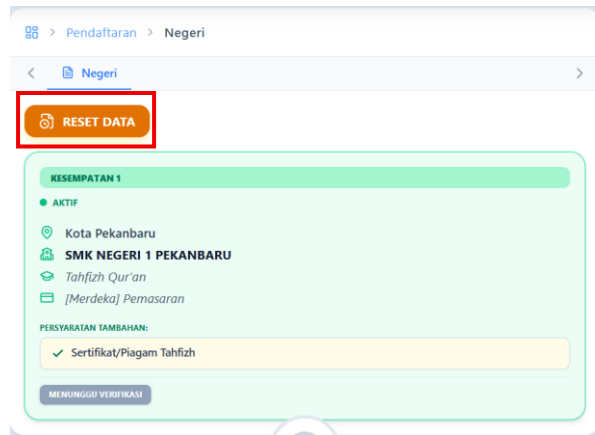 > Pendaftaran > Negeri
< Negeri >
RESET DATA
KESEMPATAN 1
AKTIF
Kota Pekanbaru
SMK NEGERI 1 PEKANBARU
Tahfizh Qur'an
[Merdeka] Pemasaran
PERSYARATAN TAMBAHAN:
Sertifikat/Piagam Tahfizh
MENUNGGU VERIFIKASI